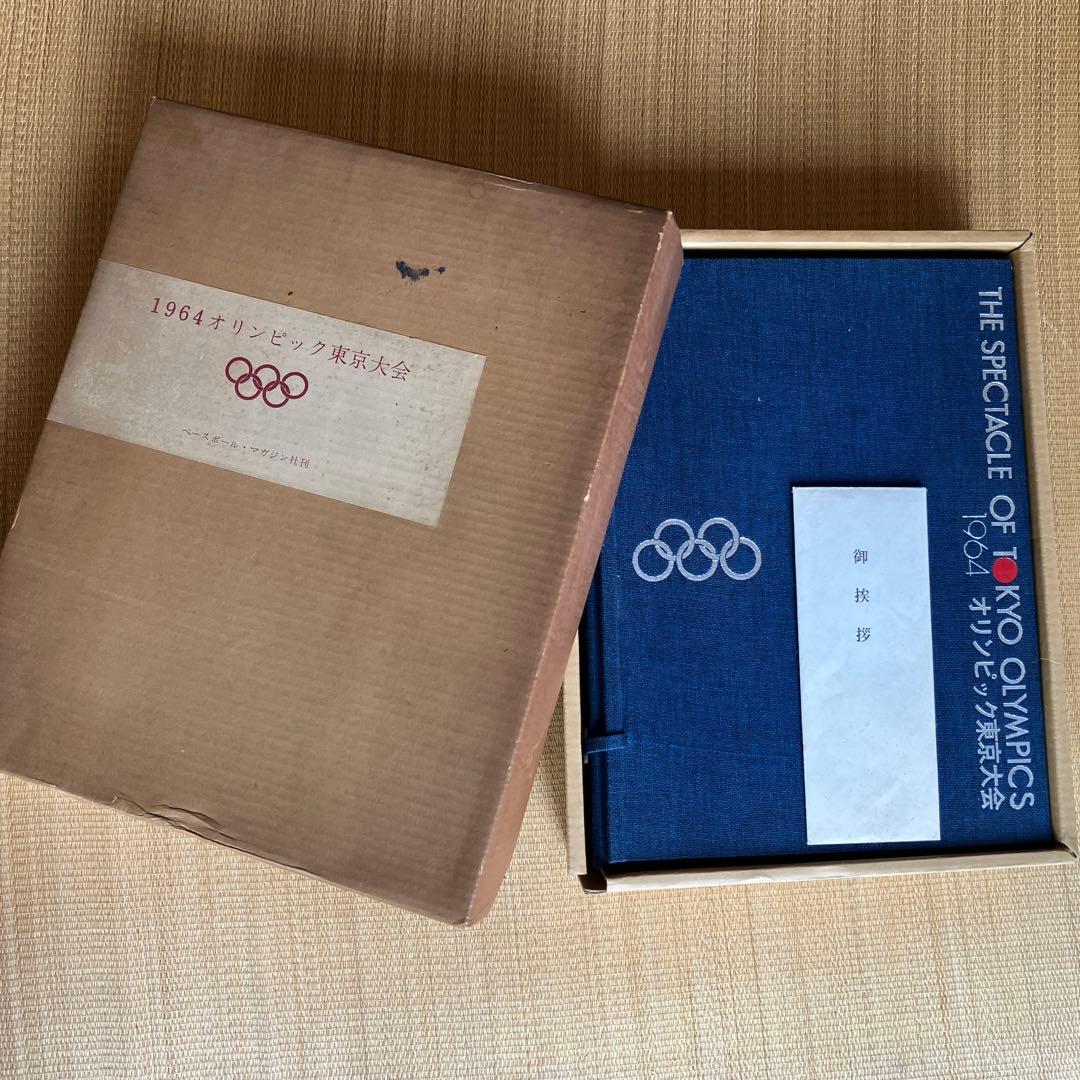 1964オリンピック東京大会
ベースボール・マガジン社刊
THE SPECTACLE OF TOKYO OLYMPICS
1964 オリンピック東京大会
御挨拶